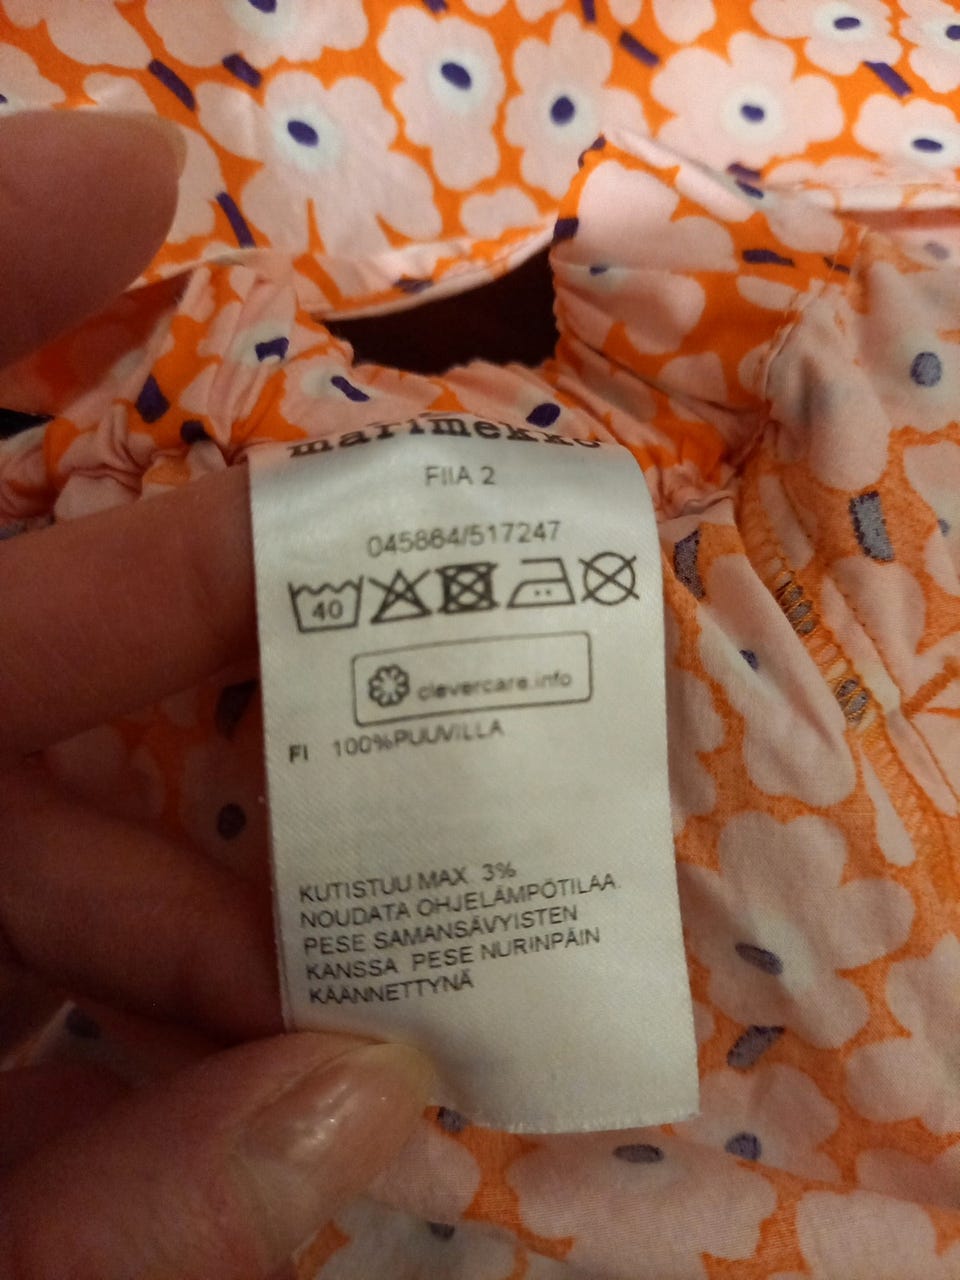 marimekko
FIIA 2
045864/517247
40
clevercare.info
FI 100%PUUVILLA
KUTISTUU MAX 3%
NOUDATA OHJELÄMPÖTILAA.
PESE SAMANSÄVYISTEN
KANSSA PESE NURINPÄIN
KÄÄNNETTYNÄ